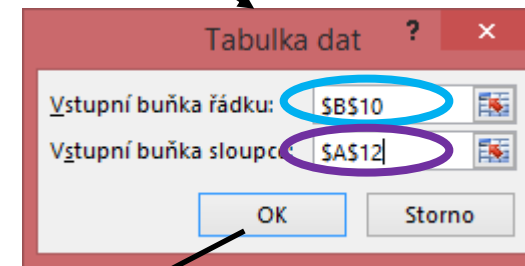 Tabulka dat ? ×
Vstupní buňka řádku: $B$10
Vstupní buňka sloupce: $A$12
OK Storno